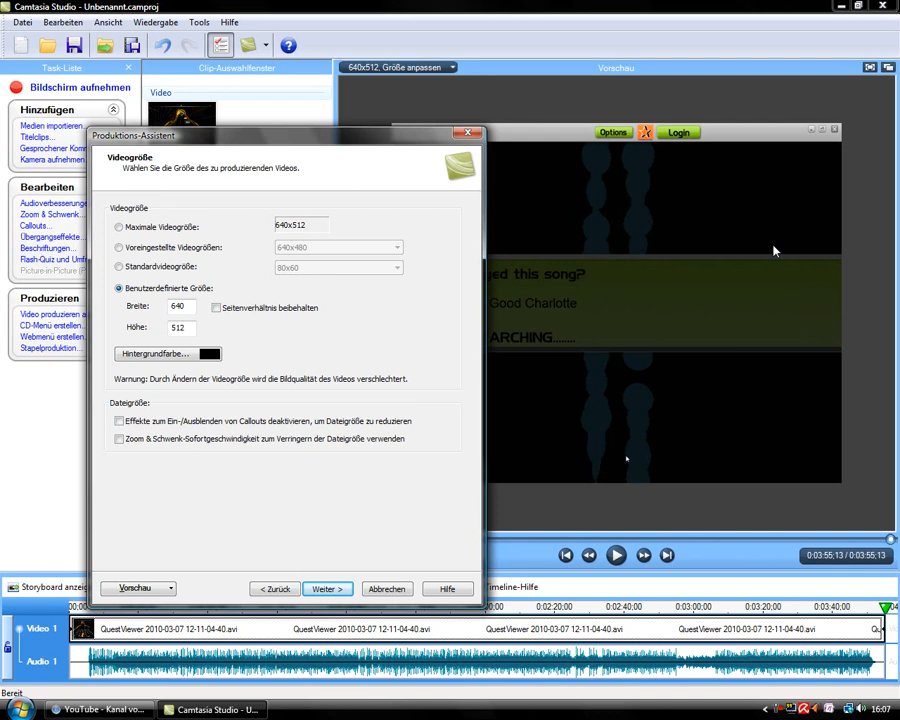 Camtasia Studio - Unbenannt.camproj
Datei Bearbeiten Ansicht Wiedergabe Tools Hilfe
Task-Liste
Clip-Auswahlfenster
640x512, Größe anpassen
Vorschau
Bildschirm aufnehmen
Video
Hinzufügen
Medien importieren...
Titelclips...
Gesprochener Kom
Kamera aufnehmen
Options
Login
Produktions-Assistent
Videogröße
Wählen Sie die Größe des zu produzierenden Videos.
Bearbeiten
Audioverbesserung
Zoom & Schwenk..
Callouts...
Übergangseffekte..
Beschriftungen...
Flash-Quiz und Umf
Picture-in-Picture (P
Produzieren
Video produzieren a
CD-Menü erstellen..
Webmenü erstellen.
Stapelproduktion...
Videogröße
Maximale Videogröße: 640x512
Voreingestellte Videogrößen: 640x480
Standardvideogröße: 80x60
Benutzerdefinierte Größe:
Breite: 640
Seitenverhältnis beibehalten
Höhe: 512
Hintergrundfarbe...
Warnung: Durch Ändern der Videogröße wird die Bildqualität des Videos verschlechtert.
Dateigröße:
Effekte zum Ein-/Ausblenden von Callouts deaktivieren, um Dateigröße zu reduzieren
Zoom & Schwenk-Sofortgeschwindigkeit zum Verringern der Dateigröße verwenden
ed this song?
Good Charlotte
ARCHING........
Vorschau
< Zurück
Weiter >
Abbrechen
Hilfe
0:03:55;13 / 0:03:55;13
Storyboard anzeig
Timeline-Hilfe
00:00
0:02:20;00 0:02:40;00 0:03:00;00 0:03:20;00 0:03:40;00
Video 1
QuestViewer 2010-03-07 12-11-04-40.avi QuestViewer 2010-03-07 12-11-04-40.avi QuestViewer 2010-03-07 12-11-04-40.avi QuestViewer 2010-03-07 12-11-04-40.avi
Audio 1
Bereit
YouTube - Kanal vo...
Camtasia Studio - U...
16:07